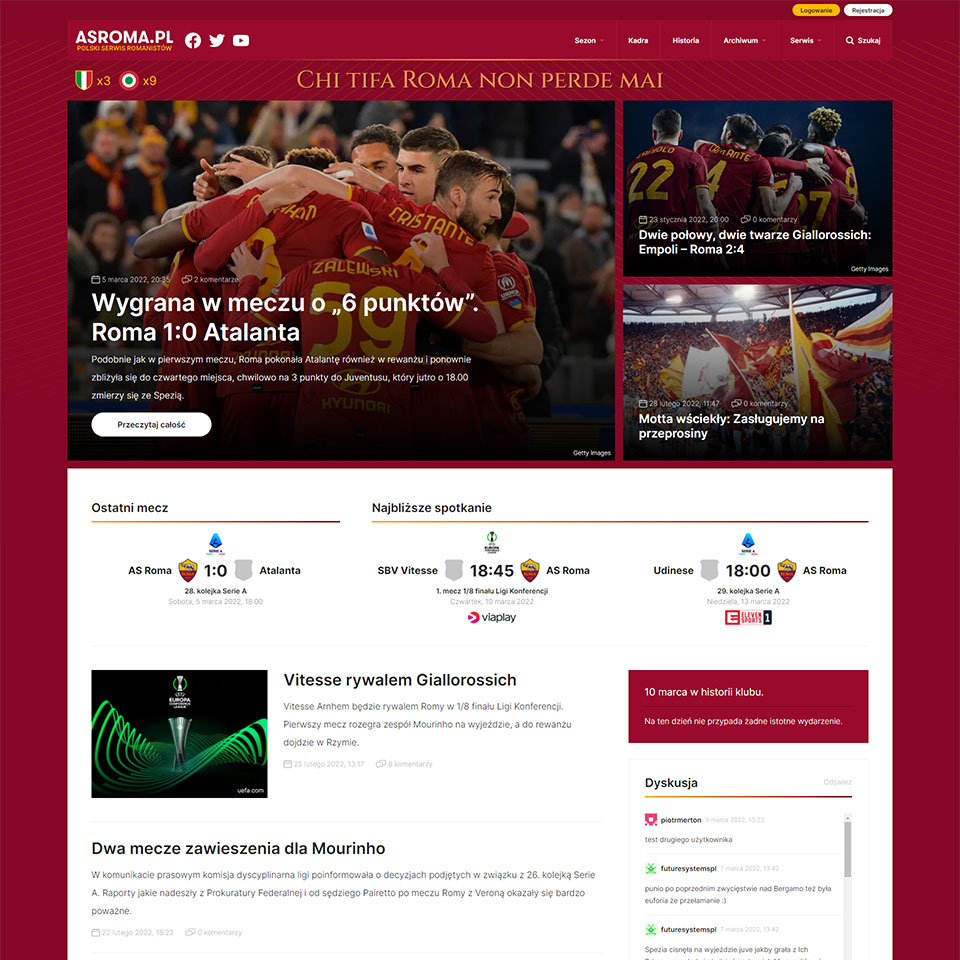 Logowanie
Rejestracja
ASROMA.PL
POLSKI SERWIS ROMANISTÓW
Sezon
Kadra
Historia
Archiwum
Serwis
Szukaj
x3
x9
Chi tifa Roma non perde mai
CRISTANTE
ZALEWSKI
59
HYUNDAI
5 marca 2022, 20:35
2 komentarze
Wygrana w meczu o „6 punktów”.
Roma 1:0 Atalanta
Podobnie jak w pierwszym meczu, Roma pokonała Atalantę również w rewanżu i ponownie
zbliżyła się do czwartego miejsca, chwilowo na 3 punkty do Juventusu, który jutro o 18.00
zmierzy się ze Spezią.
Przeczytaj całość
Getty Images
22
4
23 stycznia 2022, 20:00
0 komentarzy
Dwie połowy, dwie twarze Giallorossich:
Empoli – Roma 2:4
Getty Images
28 lutego 2022, 11:47
0 komentarzy
Motta wściekły: Zasługujemy na
przeprosiny
Ostatni mecz
SERIE A
AS Roma
1:0
Atalanta
28. kolejka Serie A
Sobota, 5 marca 2022, 18:00
Najbliższe spotkanie
SBV Vitesse
18:45
AS Roma
1. mecz 1/8 finału Ligi Konferencji
Czwartek, 10 marca 2022
viaplay
SERIE A
Udinese
18:00
AS Roma
29. kolejka Serie A
Niedziela, 13 marca 2022
ELEVEN
SPORTS
1
EUROPA
CONFERENCE
LEAGUE
uefa.com
Vitesse rywalem Giallorossich
Vitesse Arnhem będzie rywalem Romy w 1/8 finału Ligi Konferencji.
Pierwszy mecz rozegra zespół Mourinho na wyjeździe, a do rewanżu
dojdzie w Rzymie.
25 lutego 2022, 13:17
8 komentarzy
Dwa mecze zawieszenia dla Mourinho
W komunikacie prasowym komisja dyscyplinarna ligi poinformowała o decyzjach podjętych w związku z 26. kolejką Serie
A. Raporty jakie nadeszły z Prokuratury Federalnej i od sędziego Pairetto po meczu Romy z Veroną okazały się bardzo
poważne.
22 lutego 2022, 18:22
0 komentarzy
10 marca w historii klubu.
Na ten dzień nie przypada żadne istotne wydarzenie.
Dyskusja
Odśwież
piotrmerton
9 marca 2022, 13:23
test drugiego użytkownika
futuresystemspl
7 marca 2022, 13:42
punio po poprzednim zwycięstwie nad Bergamo też była
euforia że przełamanie :)
futuresystemspl
7 marca 2022, 13:42
Spezia cisnęła na wyjeździe juve jakby grała z Ich